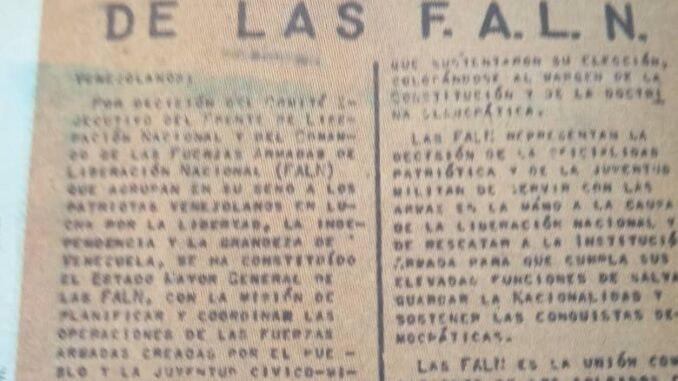 DE LAS F.A.L.N.
VENEZOLANOS:
POR DECISIÓN DEL COMITÉ E
JECUTIVO DEL FRENTE DE LIBE-
RACIÓN NACIONAL Y DEL COMAN-
DO DE LAS FUERZAS ARMADAS DE
LIBERACIÓN NACIONAL (FALN)
QUE AGRUPAN EN SU SENO A LOS
PATRIOTAS VENEZOLANOS EN LU-
CHA POR LA LIBERTAD, LA INDE-
PENDENCIA Y LA GRANDEZA DE
VENEZUELA, SE HA CONSTITUÍDO
EL ESTADO MAYOR GENERAL DE
LAS FALN, CON LA MISIÓN DE
PLANIFICAR Y COORDINAR LAS
OPERACIONES DE LAS FUERZAS
ARMADAS CREADAS POR EL PUE-
BLO Y LA JUVENTUD CIVICO-MI-
QUE SUSTENTARON SU ELECCIÓN,
COLOCÁNDOSE AL MARGEN DE LA
CONSTITUCIÓN Y DE LA DOCTRI
NA DEMOCRÁTICA.
LAS FALN REPRESENTAN LA
DECISIÓN DE LA OFICIALIDAD
PATRIÓTICA Y DE LA JUVENTUD
MILITAR DE SERVIR CON LAS
ARMAS EN LA MANO A LA CAUSA
DE LA LIBERACIÓN NACIONAL Y
DE RESCATAR A LA INSTITUCIÓ
ARMADA PARA QUE CUMPLA SUS
ELEVADAS FUNCIONES DE SALVA
GUARDAR LA NACIONALIDAD Y
SOSTENER LAS CONQUISTAS DE-
MOCRÁTICAS.
LAS FALN ES LA UNIÓN CO